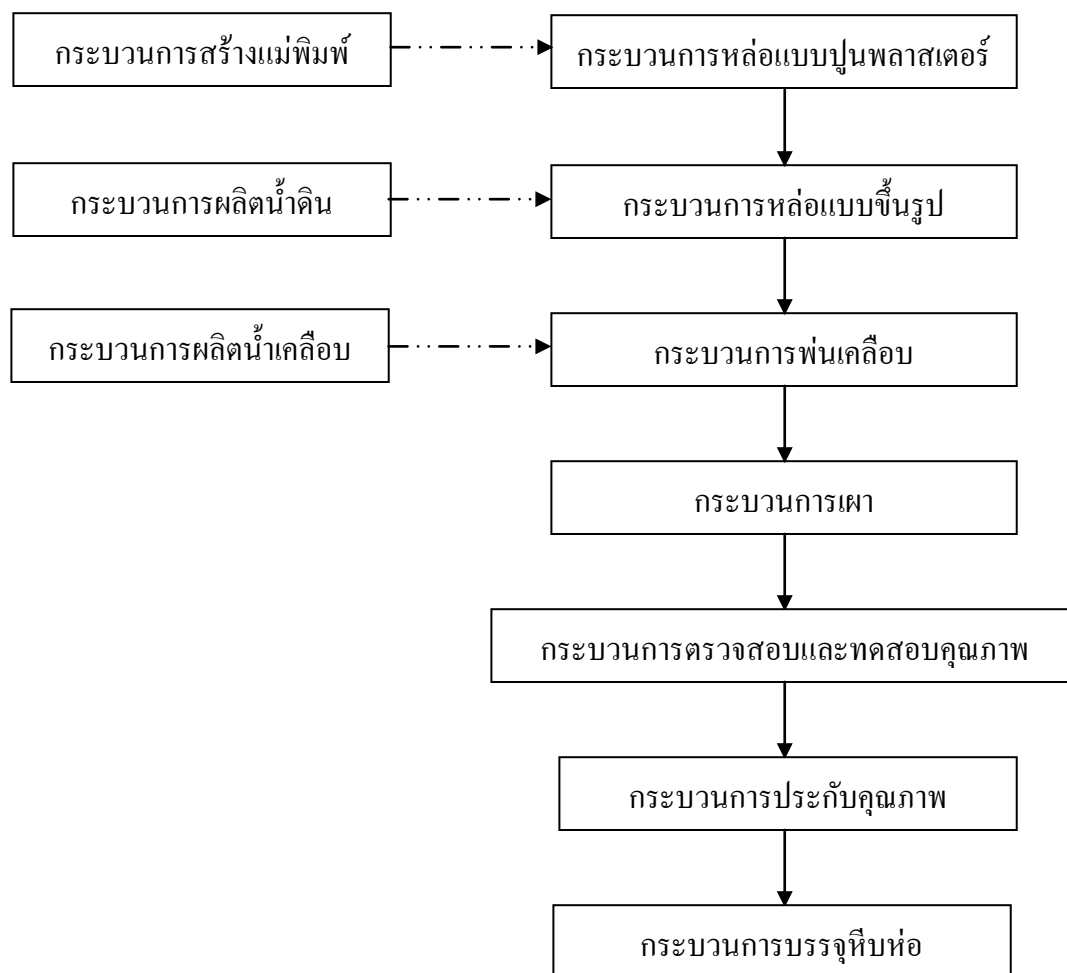 กระบวนการสร้างแม่พิมพ์
กระบวนการหล่อแบบปูนพลาสเตอร์
กระบวนการผลิตน้ำดิน
กระบวนการหล่อแบบขึ้นรูป
กระบวนการผลิตน้ำเคลือบ
กระบวนการพ่นเคลือบ
กระบวนการเผา
กระบวนการตรวจสอบและทดสอบคุณภาพ
กระบวนการประกับคุณภาพ
กระบวนการบรรจุหีบห่อ